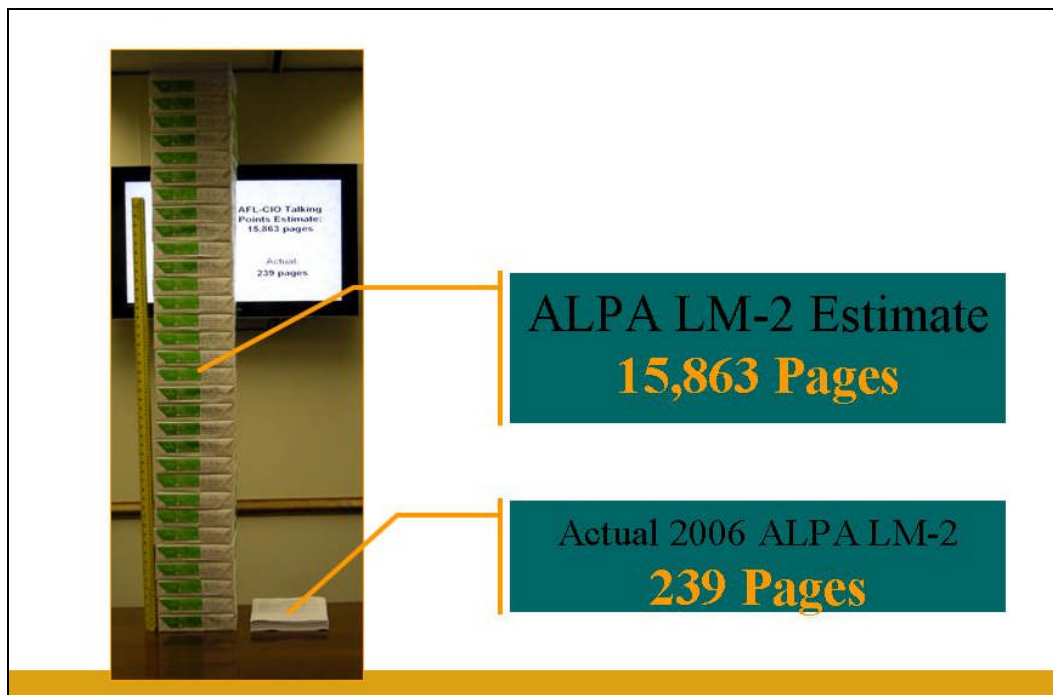 AFL-CIO Talking
Points Estimate:
15,863 pages
Actual:
239 pages
ALPA LM-2 Estimate
15,863 Pages
Actual 2006 ALPA LM-2
239 Pages